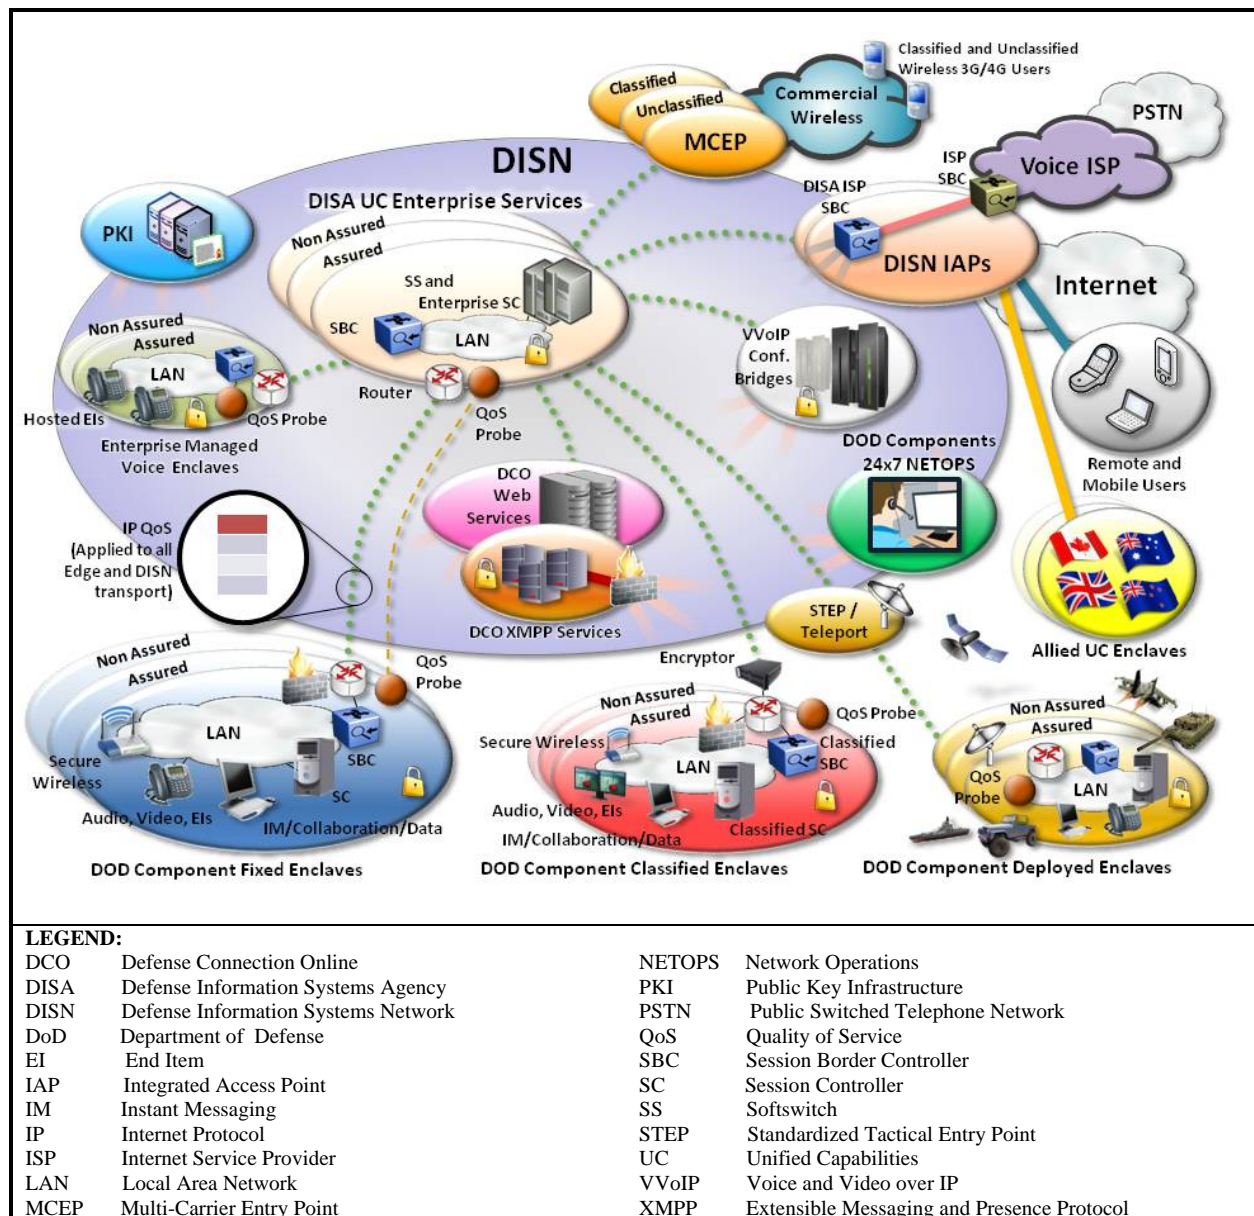 Classified and Unclassified
Wireless 3G/4G Users
Classified
Unclassified
MCEP
Commercial
Wireless
PSTN
Voice ISP
ISP
SBC
DISN
DISA UC Enterprise Services
Non Assured
Assured
SS and
Enterprise SC
SBC
LAN
Router
QoS
Probe
PKI
DISA ISP
SBC
DISN IAPs
Internet
VVoIP
Conf.
Bridges
Non Assured
Assured
LAN
Hosted EIs
QoS Probe
Enterprise Managed
Voice Enclaves
Remote and
Mobile Users
DOD Components
24x7 NETOPS
DCO
Web
Services
DCO XMPP Services
IP QoS
(Applied to all
Edge and DISN
transport)
STEP /
Teleport
Allied UC Enclaves
Non Assured
Assured
QoS
Probe
LAN
SBC
Secure
Wireless
SC
Audio, Video, EIs
IM/Collaboration/Data
DOD Component Fixed Enclaves
Encryptor
Non Assured
Assured
QoS Probe
Secure Wireless
Classified
SBC
LAN
Audio, Video, EIs
Classified SC
IM/Collaboration/Data
DOD Component Classified Enclaves
Non Assured
Assured
QoS
Probe
LAN
DOD Component Deployed Enclaves
LEGEND:
DCO Defense Connection Online
DISA Defense Information Systems Agency
DISN Defense Information Systems Network
DoD Department of Defense
EI End Item
IAP Integrated Access Point
IM Instant Messaging
IP Internet Protocol
ISP Internet Service Provider
LAN Local Area Network
MCEP Multi-Carrier Entry Point
NETOPS Network Operations
PKI Public Key Infrastructure
PSTN Public Switched Telephone Network
QoS Quality of Service
SBC Session Border Controller
SC Session Controller
SS Softswitch
STEP Standardized Tactical Entry Point
UC Unified Capabilities
VVoIP Voice and Video over IP
XMPP Extensible Messaging and Presence Protocol